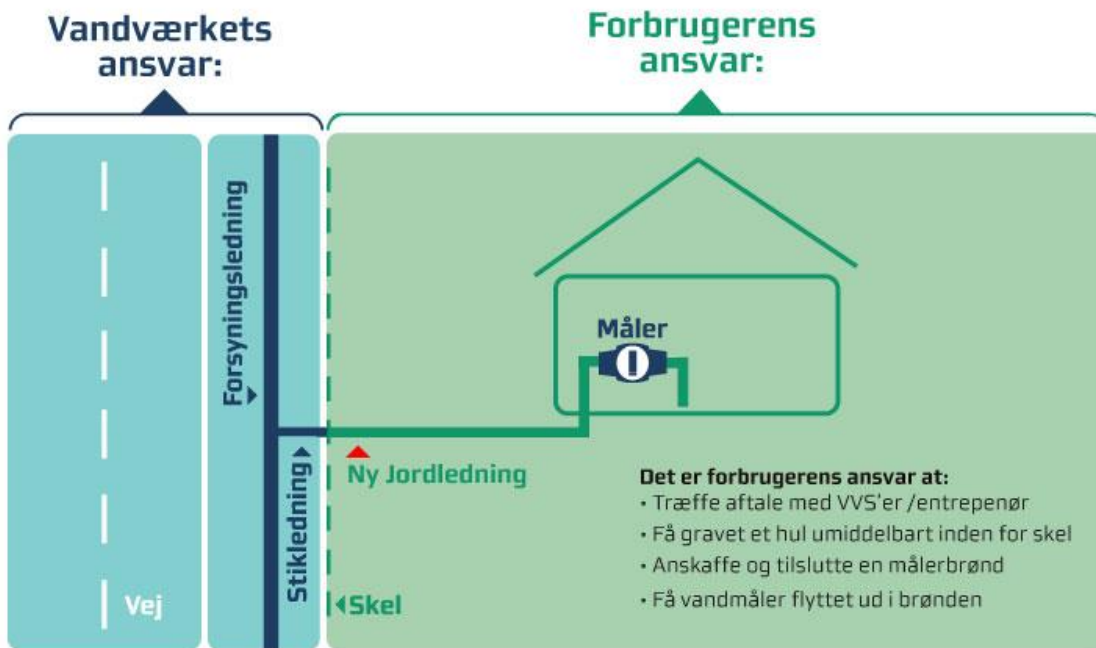 Vandværkets
ansvar:
Forbrugerens
ansvar:
Forsyningsledning
Måler
Stikledning
Ny Jordledning
Vej
Skel
Det er forbrugerens ansvar at:
• Træffe aftale med VVS'er /entrepenør
• Få gravet et hul umiddelbart inden for skel
• Anskaffe og tilslutte en målerbrønd
• Få vandmåler flyttet ud i brønden